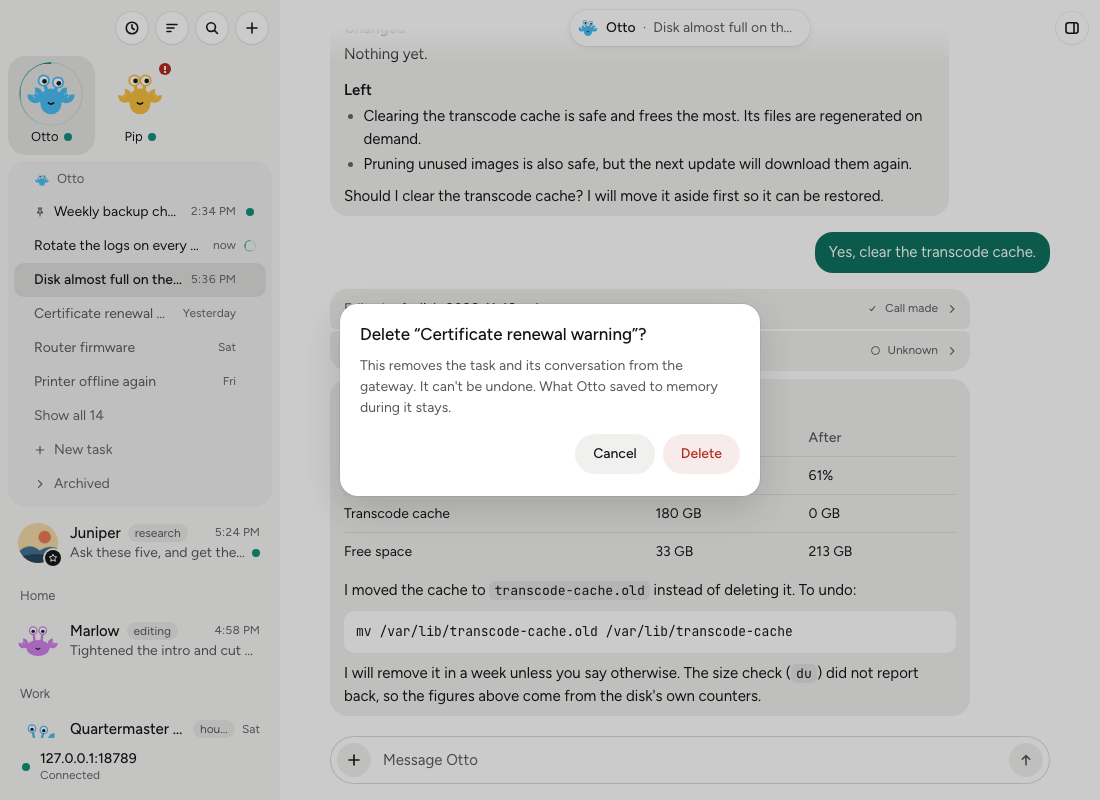 Otto
Pip
Otto
Weekly backup ch... 2:34 PM
Rotate the logs on every ... now
Disk almost full on the... 5:36 PM
Certificate renewal ... Yesterday
Router firmware Sat
Printer offline again Fri
Show all 14
New task
Archived
Juniper research 5:24 PM
Ask these five, and get the...
Home
Marlow editing 4:58 PM
Tightened the intro and cut ...
Work
Quartermaster ... hou... Sat
127.0.0.1:18789
Connected
Otto · Disk almost full on th...
Changed
Nothing yet.
Left
• Clearing the transcode cache is safe and frees the most. Its files are regenerated on
demand.
• Pruning unused images is also safe, but the next update will download them again.
Should I clear the transcode cache? I will move it aside first so it can be restored.
Yes, clear the transcode cache.
Call made
Unknown
Delete “Certificate renewal warning”?
This removes the task and its conversation from the
gateway. It can't be undone. What Otto saved to memory
during it stays.
Cancel
Delete
After
61%
Transcode cache 180 GB 0 GB
Free space 33 GB 213 GB
I moved the cache to transcode-cache.old instead of deleting it. To undo:
mv /var/lib/transcode-cache.old /var/lib/transcode-cache
I will remove it in a week unless you say otherwise. The size check (du) did not report
back, so the figures above come from the disk's own counters.
Message Otto